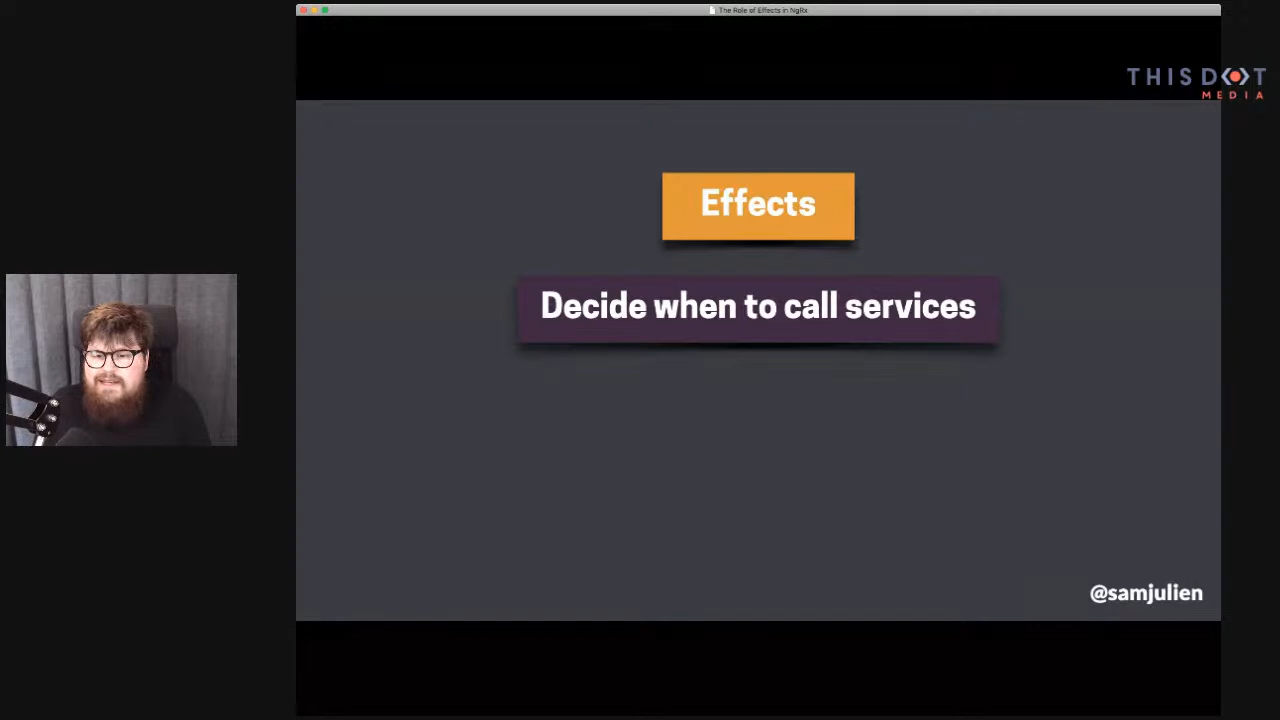 The Role of Effects in NgRx
THIS DOT
MEDIA
Effects
Decide when to call services
@samjulien